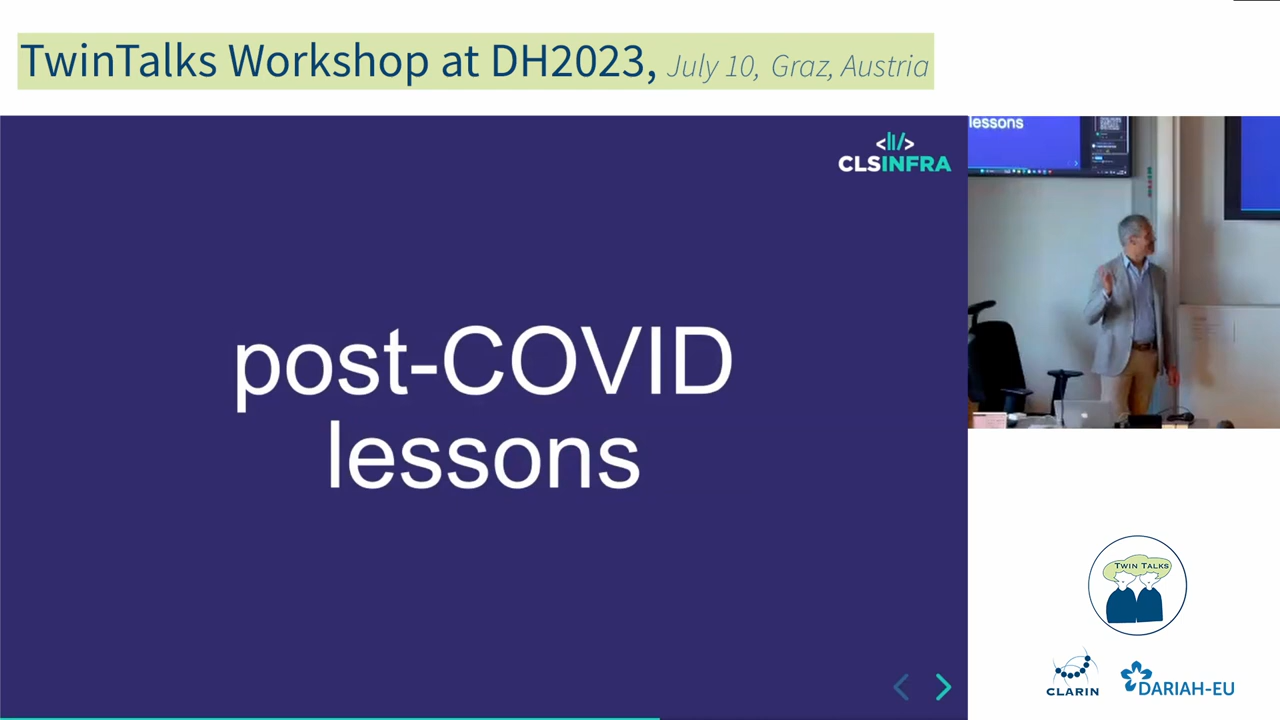 TwinTalks Workshop at DH2023, July 10, Graz, Austria
CLSINFRA
post-COVID
lessons
lessons
TWIN TALKS
CLARIN
DARIAH-EU